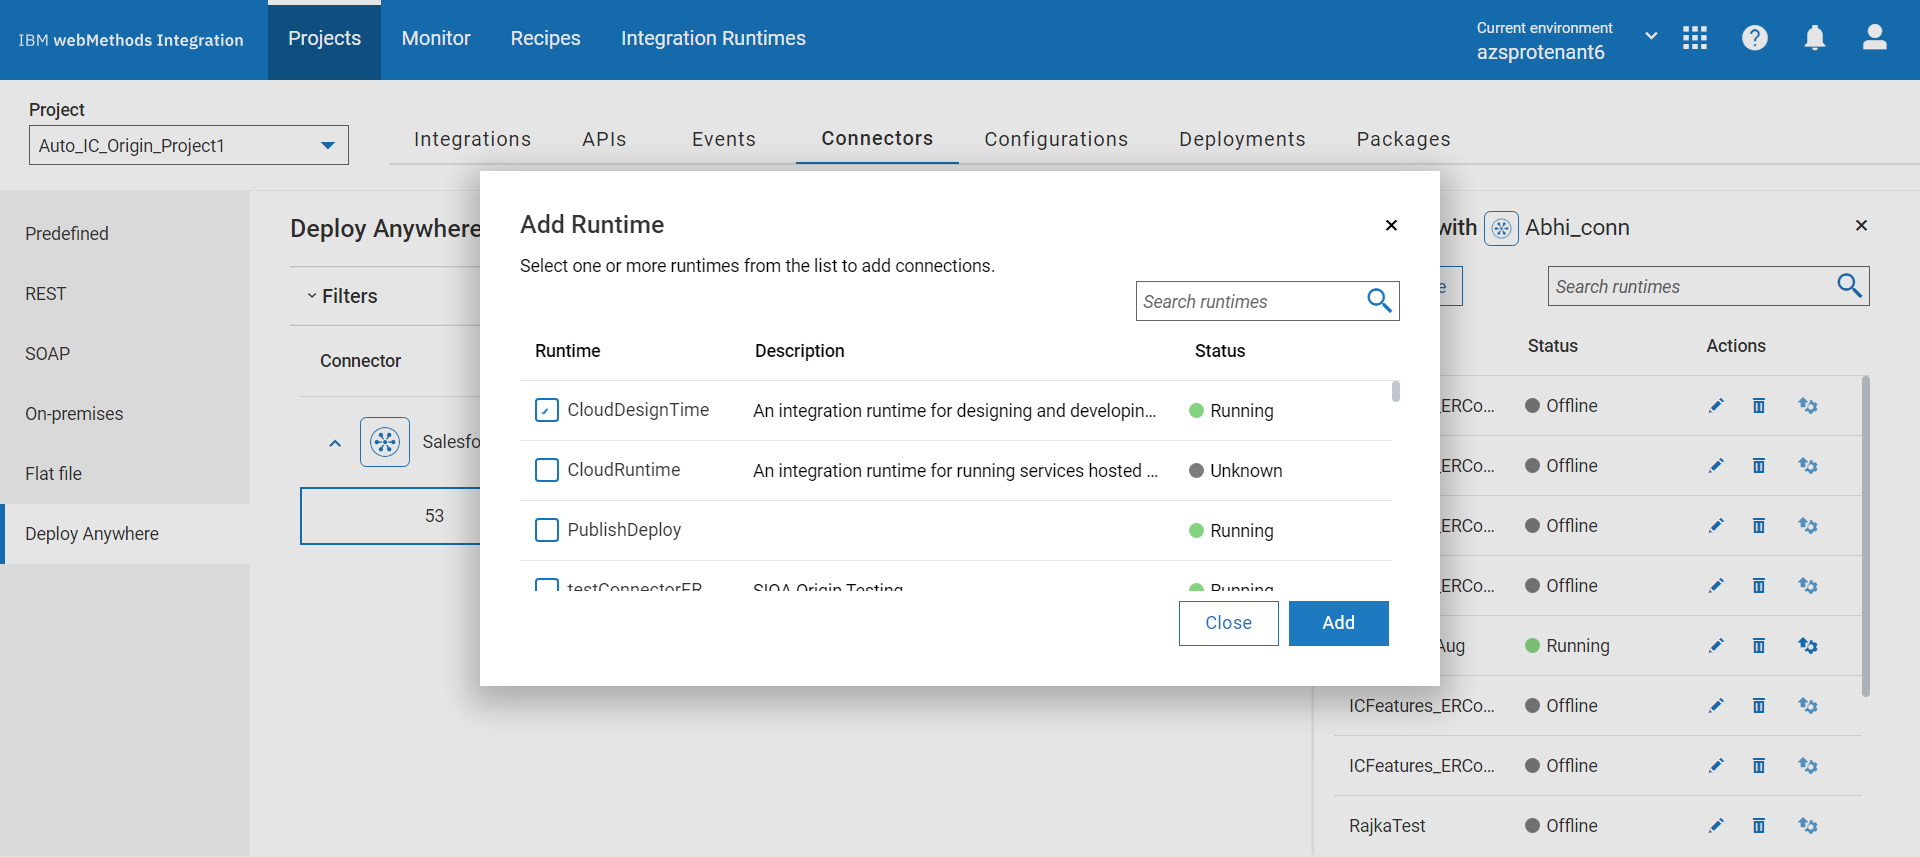 IBM webMethods Integration
Projects
Monitor
Recipes
Integration Runtimes
Current environment
azsprotenant6
Project
Auto_IC_Origin_Project1
Integrations
APIs
Events
Connectors
Configurations
Deployments
Packages
Predefined
REST
SOAP
On-premises
Flat file
Deploy Anywhere
Deploy Anywhere
Filters
Connector
Salesfo
53
Add Runtime
Select one or more runtimes from the list to add connections.
Search runtimes
Runtime Description Status
CloudDesignTime An integration runtime for designing and developin... Running
CloudRuntime An integration runtime for running services hosted ... Unknown
PublishDeploy Running
testConnectorER SIQA Origin Testing Running
Close
Add
with Abhi_conn
e
Search runtimes
Status Actions
_ERCo... Offline
_ERCo... Offline
_ERCo... Offline
_ERCo... Offline
Aug Running
ICFeatures_ERCo... Offline
ICFeatures_ERCo... Offline
RajkaTest Offline